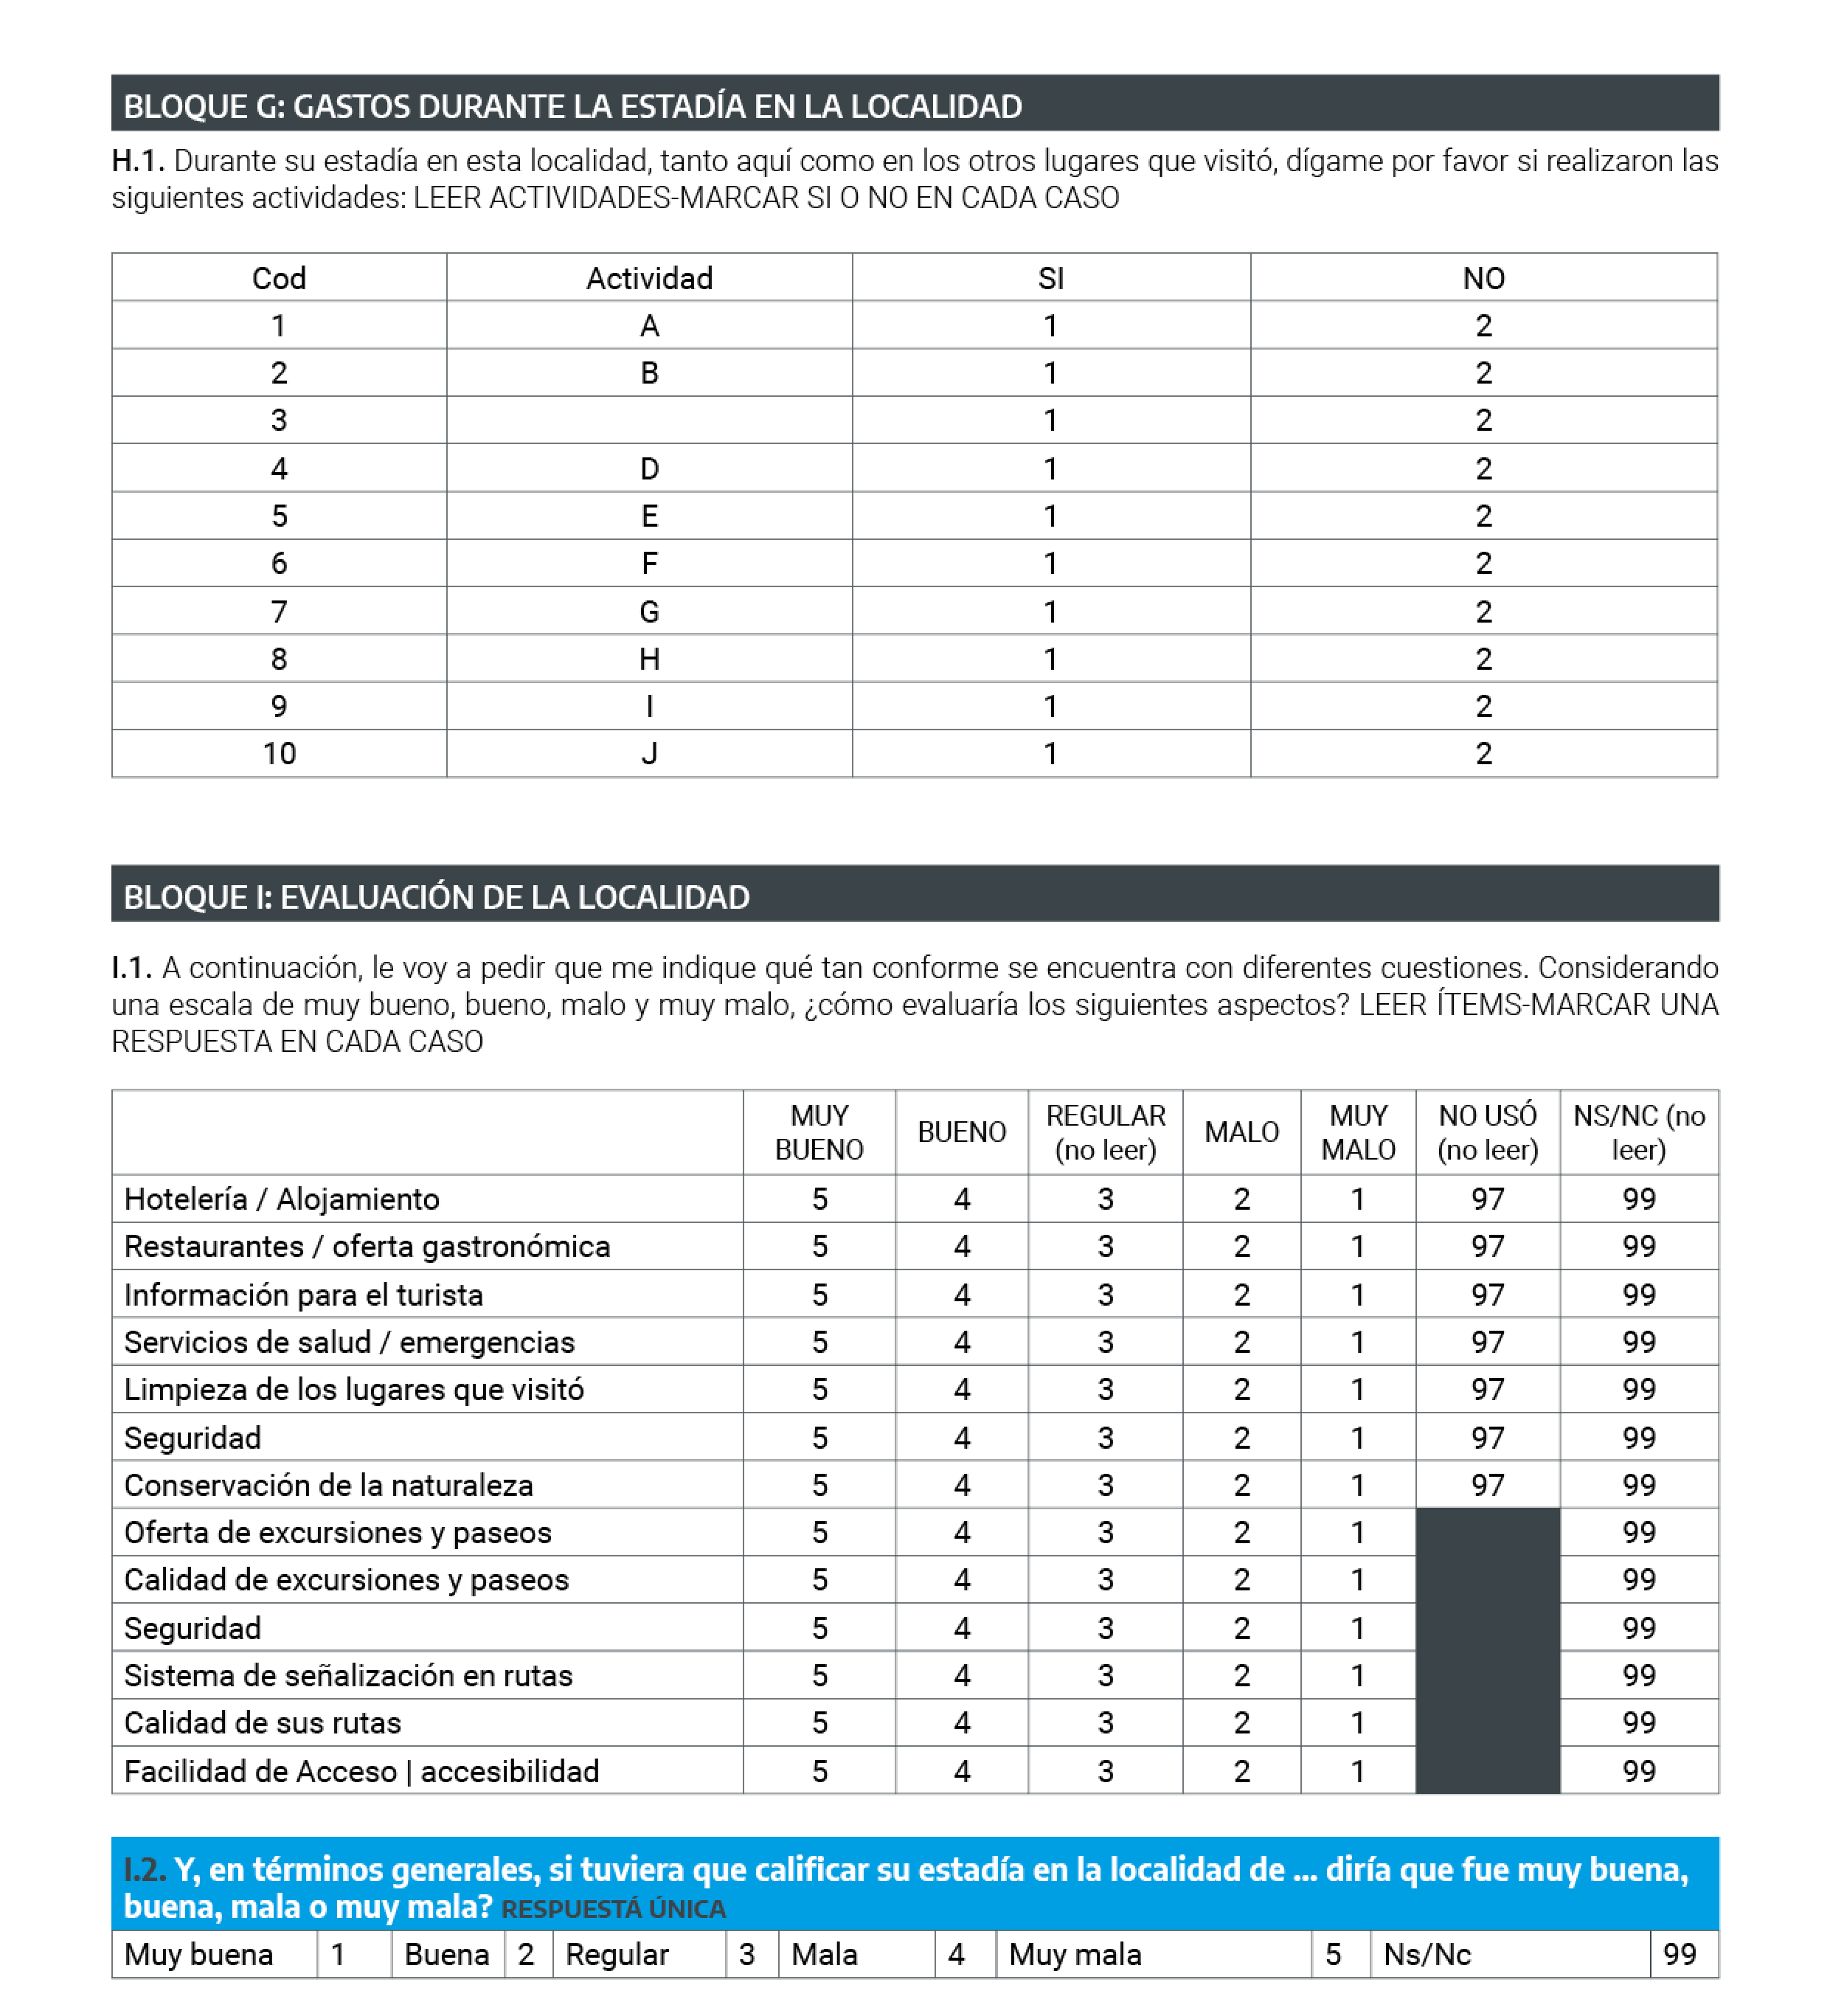 BLOQUE G: GASTOS DURANTE LA ESTADÍA EN LA LOCALIDAD
H.1. Durante su estadía en esta localidad, tanto aquí como en los otros lugares que visitó, dígame por favor si realizaron las
siguientes actividades: LEER ACTIVIDADES-MARCAR SI O NO EN CADA CASO
Cod Actividad SI NO
1 A 1 2
2 B 1 2
3 1 2
4 D 1 2
5 E 1 2
6 F 1 2
7 G 1 2
8 H 1 2
9 I 1 2
10 J 1 2
BLOQUE I: EVALUACIÓN DE LA LOCALIDAD
I.1. A continuación, le voy a pedir que me indique qué tan conforme se encuentra con diferentes cuestiones. Considerando
una escala de muy bueno, bueno, malo y muy malo, ¿cómo evaluaría los siguientes aspectos? LEER ÍTEMS-MARCAR UNA
RESPUESTA EN CADA CASO
MUY BUENO BUENO REGULAR (no leer) MALO MUY MALO NO USÓ (no leer) NS/NC (no leer)
Hotelería / Alojamiento 5 4 3 2 1 97 99
Restaurantes / oferta gastronómica 5 4 3 2 1 97 99
Información para el turista 5 4 3 2 1 97 99
Servicios de salud / emergencias 5 4 3 2 1 97 99
Limpieza de los lugares que visitó 5 4 3 2 1 97 99
Seguridad 5 4 3 2 1 97 99
Conservación de la naturaleza 5 4 3 2 1 97 99
Oferta de excursiones y paseos 5 4 3 2 1 99
Calidad de excursiones y paseos 5 4 3 2 1 99
Seguridad 5 4 3 2 1 99
Sistema de señalización en rutas 5 4 3 2 1 99
Calidad de sus rutas 5 4 3 2 1 99
Facilidad de Acceso | accesibilidad 5 4 3 2 1 99
I.2. Y, en términos generales, si tuviera que calificar su estadía en la localidad de ... diría que fue muy buena,
buena, mala o muy mala? RESPUESTÁ ÚNICA
Muy buena 1 Buena 2 Regular 3 Mala 4 Muy mala 5 Ns/Nc 99